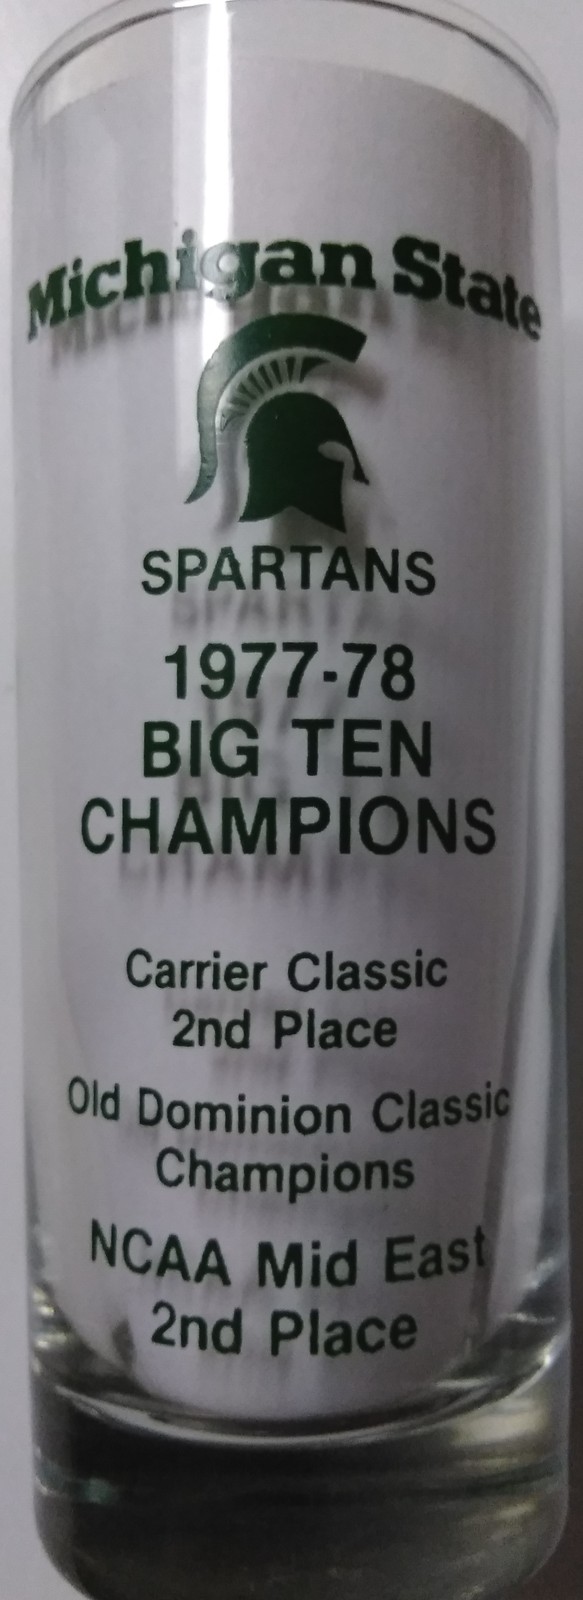 Michigan State
SPARTANS
1977-78
BIG TEN
CHAMPIONS
Carrier Classic
2nd Place
Old Dominion Classic
Champions
NCAA Mid East
2nd Place